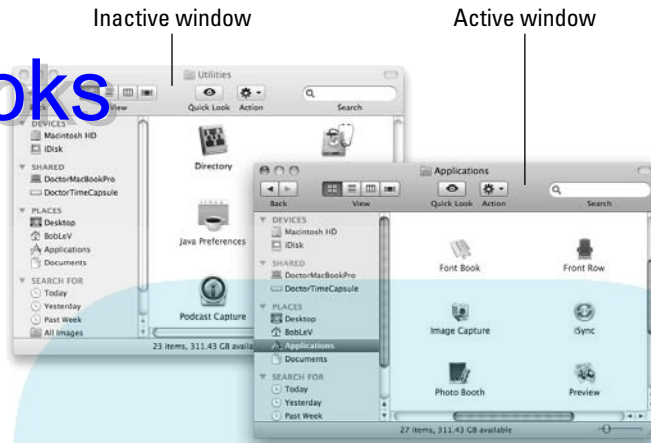 Inactive window
Active window
oks
Utilities
Back View Quick Look Action Search
DEVICES
Macintosh HD
iDisk
SHARED
DoctorMacBookPro
DoctorTimeCapsule
PLACES
Desktop
BobLeV
Applications
Documents
SEARCH FOR
Today
Yesterday
Past Week
All Images
Directory
Java Preferences
Podcast Capture
23 items, 311.43 GB availa
Applications
Back View Quick Look Action Search
DEVICES
Macintosh HD
iDisk
SHARED
DoctorMacBookPro
DoctorTimeCapsule
PLACES
Desktop
BobLeV
Applications
Documents
SEARCH FOR
Today
Yesterday
Past Week
Font Book
Front Row
Image Capture
iSync
Photo Booth
Preview
27 items, 311.43 GB available